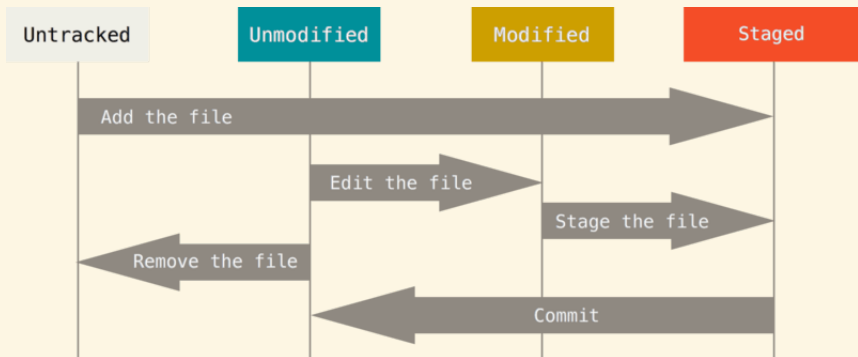 Untracked
Unmodified
Modified
Staged
Add the file
Edit the file
Stage the file
Remove the file
Commit